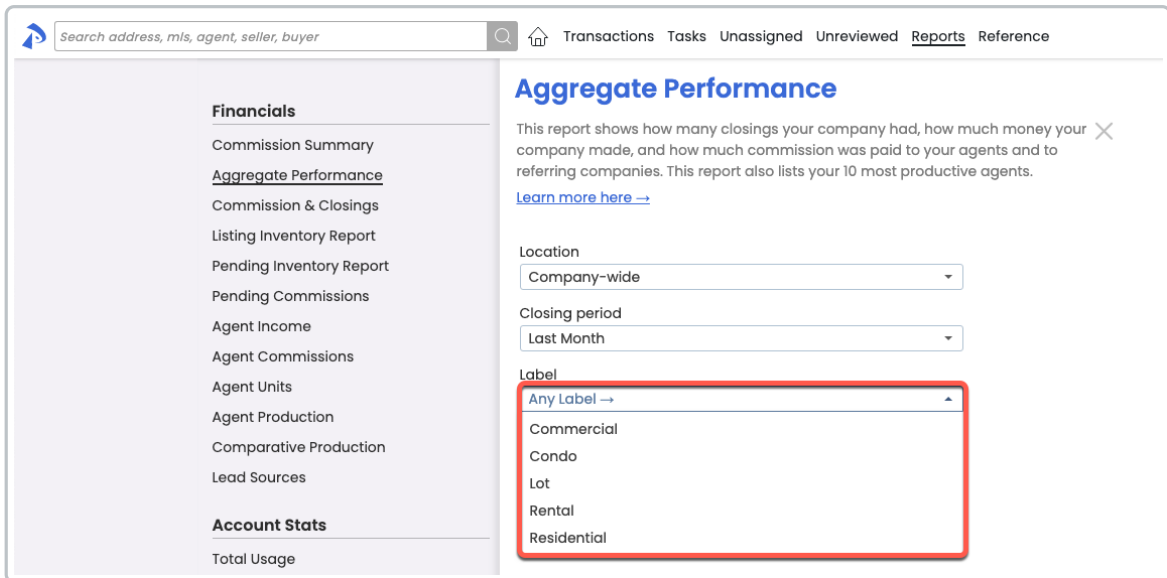 Search address, mls, agent, seller, buyer
Transactions Tasks Unassigned Unreviewed Reports Reference
Financials
Commission Summary
Aggregate Performance
Commission & Closings
Listing Inventory Report
Pending Inventory Report
Pending Commissions
Agent Income
Agent Commissions
Agent Units
Agent Production
Comparative Production
Lead Sources
Account Stats
Total Usage
Aggregate Performance
This report shows how many closings your company had, how much money your
company made, and how much commission was paid to your agents and to
referring companies. This report also lists your 10 most productive agents.
Learn more here →
Location
Company-wide
Closing period
Last Month
Label
Any Label →
Commercial
Condo
Lot
Rental
Residential